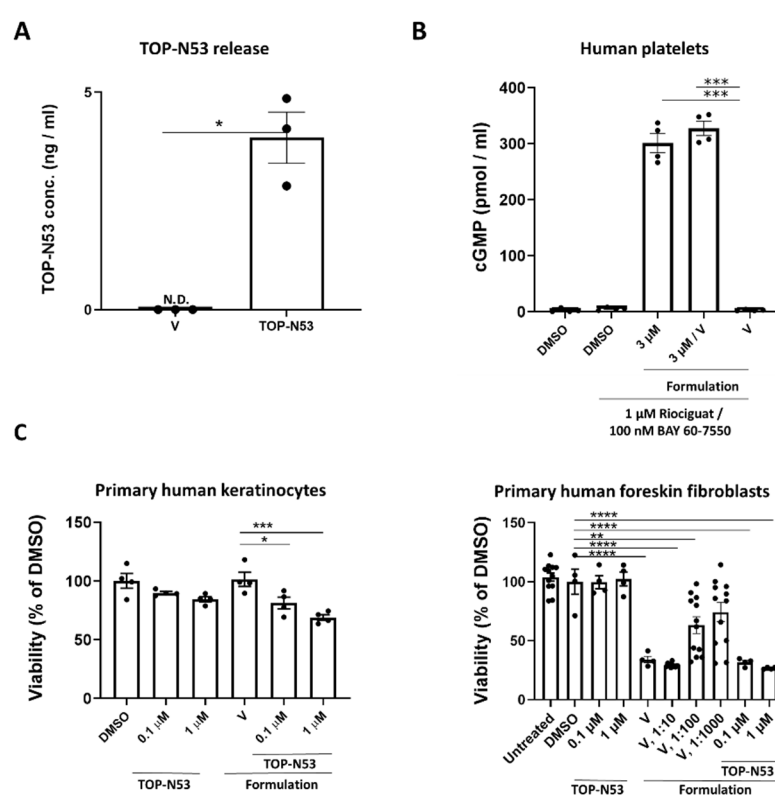 A
TOP-N53 release
TOP-N53 conc. (ng / ml)
5
0
*
N.D.
V
TOP-N53
B
Human platelets
cGMP (pmol / ml)
400
300
200
100
0
***
***
DMSO
DMSO
3 µM
3 µM / V
V
Formulation
1 µM Riociguat /
100 nM BAY 60-7550
C
Primary human keratinocytes
Viability (% of DMSO)
150
100
50
0
***
*
DMSO
0.1 µM
1 µM
V
0.1 µM
1 µM
TOP-N53
TOP-N53
Formulation
Primary human foreskin fibroblasts
Viability (% of DMSO)
150
100
50
0
****
****
**
****
****
Untreated
DMSO
0.1 µM
1 µM
V
V, 1:10
V, 1:100
V, 1:1000
0.1 µM
1 µM
TOP-N53
TOP-N53
Formulation